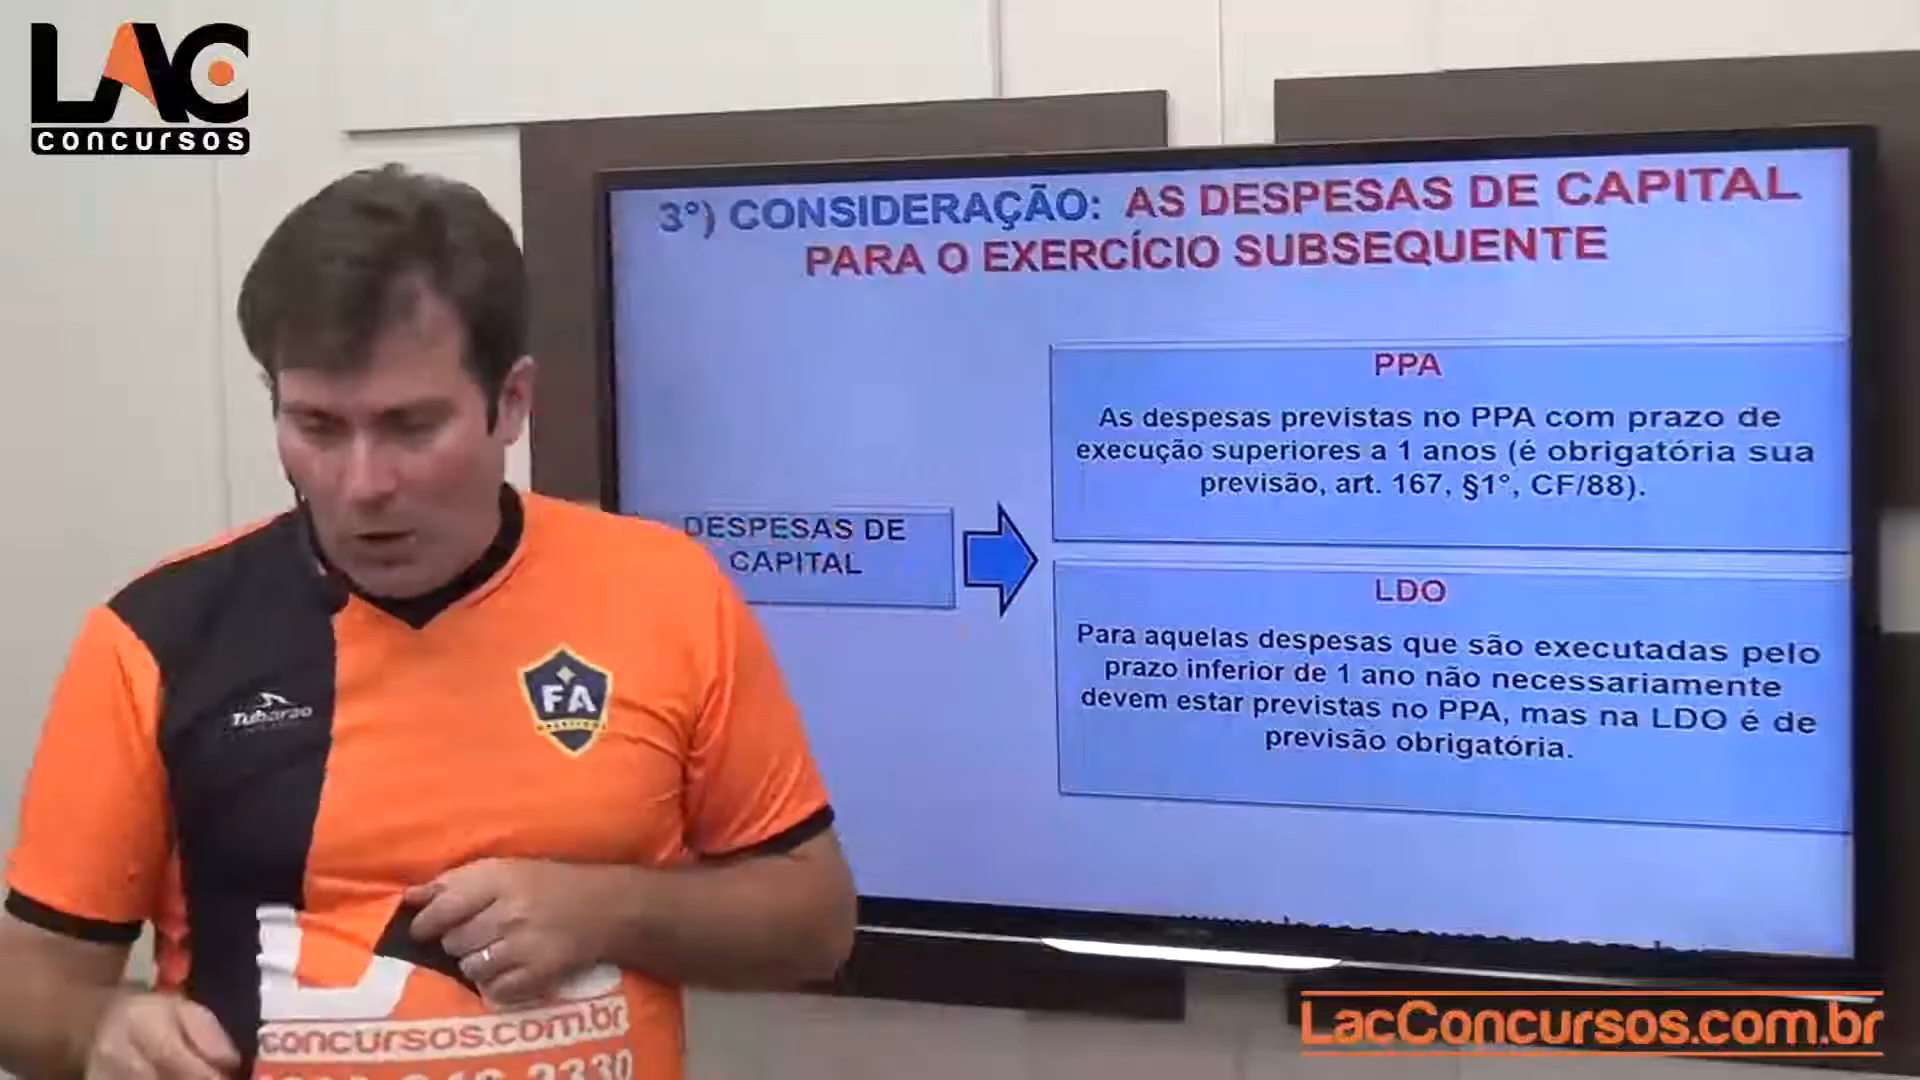 LAC
concursos
3°) CONSIDERAÇÃO: AS DESPESAS DE CAPITAL
PARA O EXERCÍCIO SUBSEQUENTE
PPA
As despesas previstas no PPA com prazo de
execução superiores a 1 anos (é obrigatória sua
previsão, art. 167, §1°, CF/88).
DESPESAS DE
CAPITAL
LDO
Para aquelas despesas que são executadas pelo
prazo inferior de 1 ano não necessariamente
devem estar previstas no PPA, mas na LDO é de
previsão obrigatória.
Tubarao
FA
concursos.com.br
3330
LacConcursos.com.br